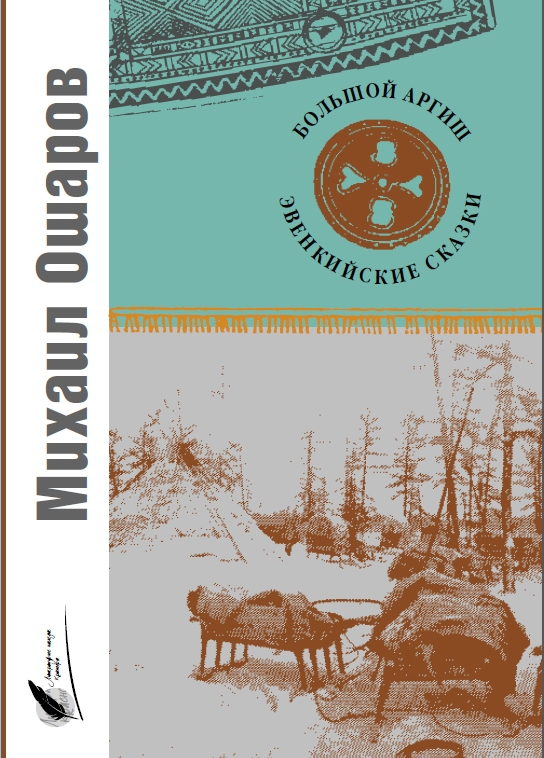 Михаил Ошаров
БОЛЬШОЙ АРГИШ
ЭВЕНКИЙСКИЕ СКАЗКИ